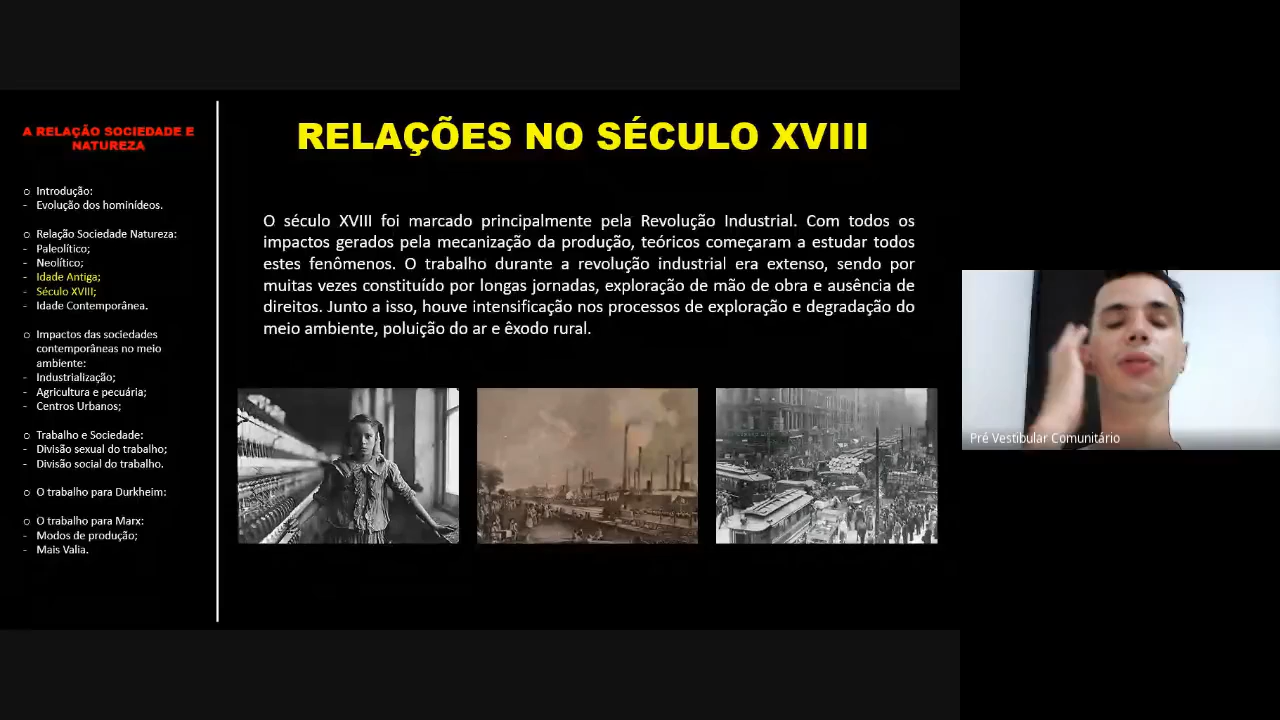 A RELAÇÃO SOCIEDADE E
NATUREZA
o Introdução:
- Evolução dos hominídeos.
o Relação Sociedade Natureza:
- Paleolítico;
- Neolítico;
- Idade Antiga;
- Século XVIII;
- Idade Contemporânea.
o Impactos das sociedades
contemporâneas no meio
ambiente:
- Industrialização;
- Agricultura e pecuária;
- Centros Urbanos;
o Trabalho e Sociedade:
- Divisão sexual do trabalho;
- Divisão social do trabalho.
o O trabalho para Durkheim:
o O trabalho para Marx:
- Modos de produção;
- Mais Valia.
RELAÇÕES NO SÉCULO XVIII
O século XVIII foi marcado principalmente pela Revolução Industrial. Com todos os
impactos gerados pela mecanização da produção, teóricos começaram a estudar todos
estes fenômenos. O trabalho durante a revolução industrial era extenso, sendo por
muitas vezes constituído por longas jornadas, exploração de mão de obra e ausência de
direitos. Junto a isso, houve intensificação nos processos de exploração e degradação do
meio ambiente, poluição do ar e êxodo rural.
Pré Vestibular Comunitário